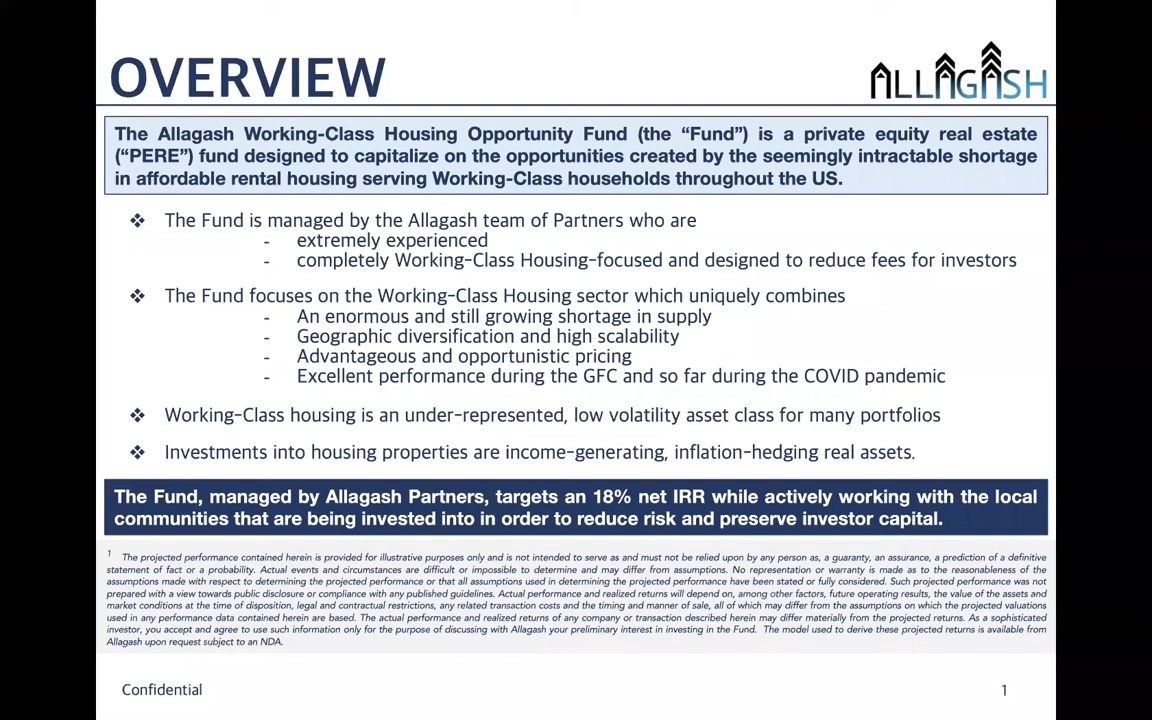 OVERVIEW
ALLAGASH
The Allagash Working-Class Housing Opportunity Fund (the “Fund”) is a private equity real estate
(“PERE”) fund designed to capitalize on the opportunities created by the seemingly intractable shortage
in affordable rental housing serving Working-Class households throughout the US.
❖ The Fund is managed by the Allagash team of Partners who are
- extremely experienced
- completely Working-Class Housing-focused and designed to reduce fees for investors
❖ The Fund focuses on the Working-Class Housing sector which uniquely combines
- An enormous and still growing shortage in supply
- Geographic diversification and high scalability
- Advantageous and opportunistic pricing
- Excellent performance during the GFC and so far during the COVID pandemic
❖ Working-Class housing is an under-represented, low volatility asset class for many portfolios
❖ Investments into housing properties are income-generating, inflation-hedging real assets.
The Fund, managed by Allagash Partners, targets an 18% net IRR while actively working with the local
communities that are being invested into in order to reduce risk and preserve investor capital.
1 The projected performance contained herein is provided for illustrative purposes only and is not intended to serve as and must not be relied upon by any person as, a guaranty, an assurance, a prediction of a definitive
statement of fact or a probability. Actual events and circumstances are difficult or impossible to determine and may differ from assumptions. No representation or warranty is made as to the reasonableness of the
assumptions made with respect to determining the projected performance or that all assumptions used in determining the projected performance have been stated or fully considered. Such projected performance was not
prepared with a view towards public disclosure or compliance with any published guidelines. Actual performance and realized returns will depend on, among other factors, future operating results, the value of the assets and
market conditions at the time of disposition, legal and contractual restrictions, any related transaction costs and the timing and manner of sale, all of which may differ from the assumptions on which the projected valuations
used in any performance data contained herein are based. The actual performance and realized returns of any company or transaction described herein may differ materially from the projected returns. As a sophisticated
investor, you accept and agree to use such information only for the purpose of discussing with Allagash your preliminary interest in investing in the Fund. The model used to derive these projected returns is available from
Allagash upon request subject to an NDA.
Confidential
1